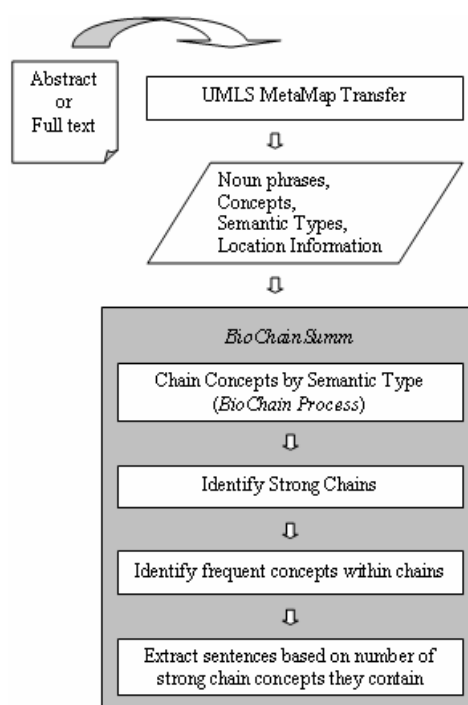 Abstract
or
Full text
UMLS MetaMap Transfer
Noun phrases,
Concepts,
Semantic Types,
Location Information
BioChainSumm
Chain Concepts by Semantic Type
(BioChain Process)
Identify Strong Chains
Identify frequent concepts within chains
Extract sentences based on number of
strong chain concepts they contain